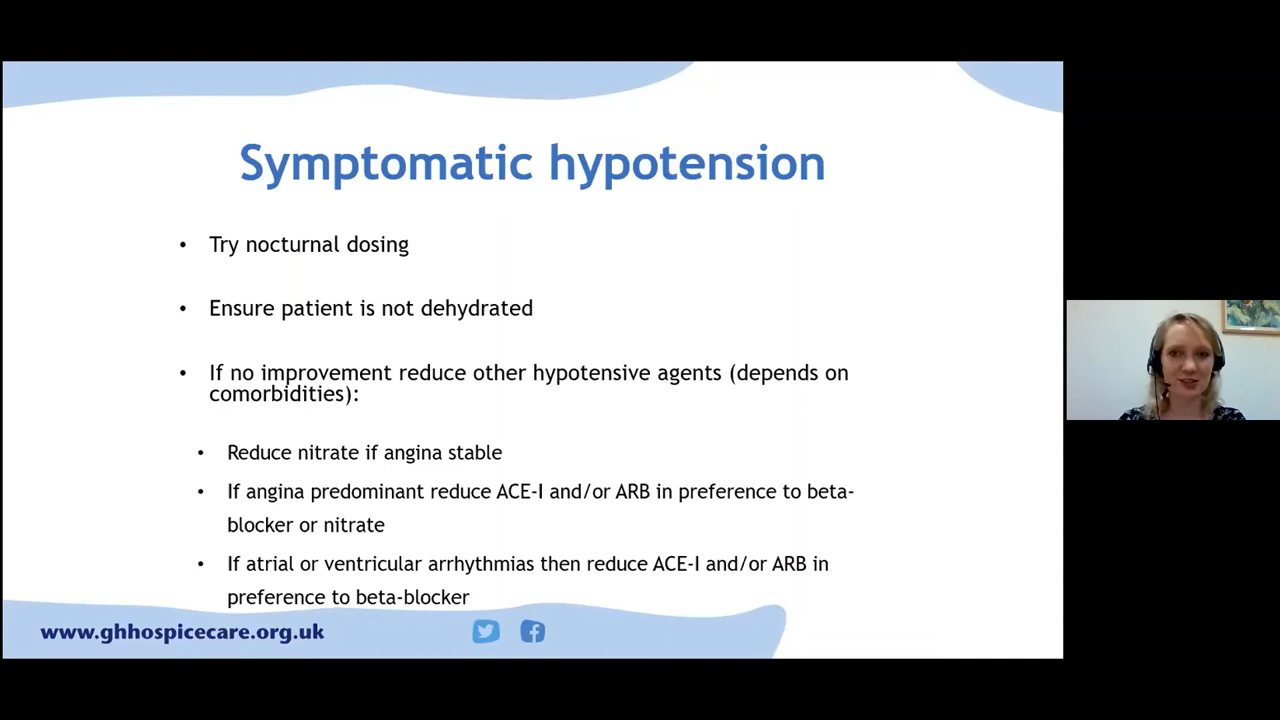 Symptomatic hypotension
• Try nocturnal dosing
• Ensure patient is not dehydrated
• If no improvement reduce other hypotensive agents (depends on
comorbidities):
• Reduce nitrate if angina stable
• If angina predominant reduce ACE-I and/or ARB in preference to beta-
blocker or nitrate
• If atrial or ventricular arrhythmias then reduce ACE-I and/or ARB in
preference to beta-blocker
www.ghhospicecare.org.uk